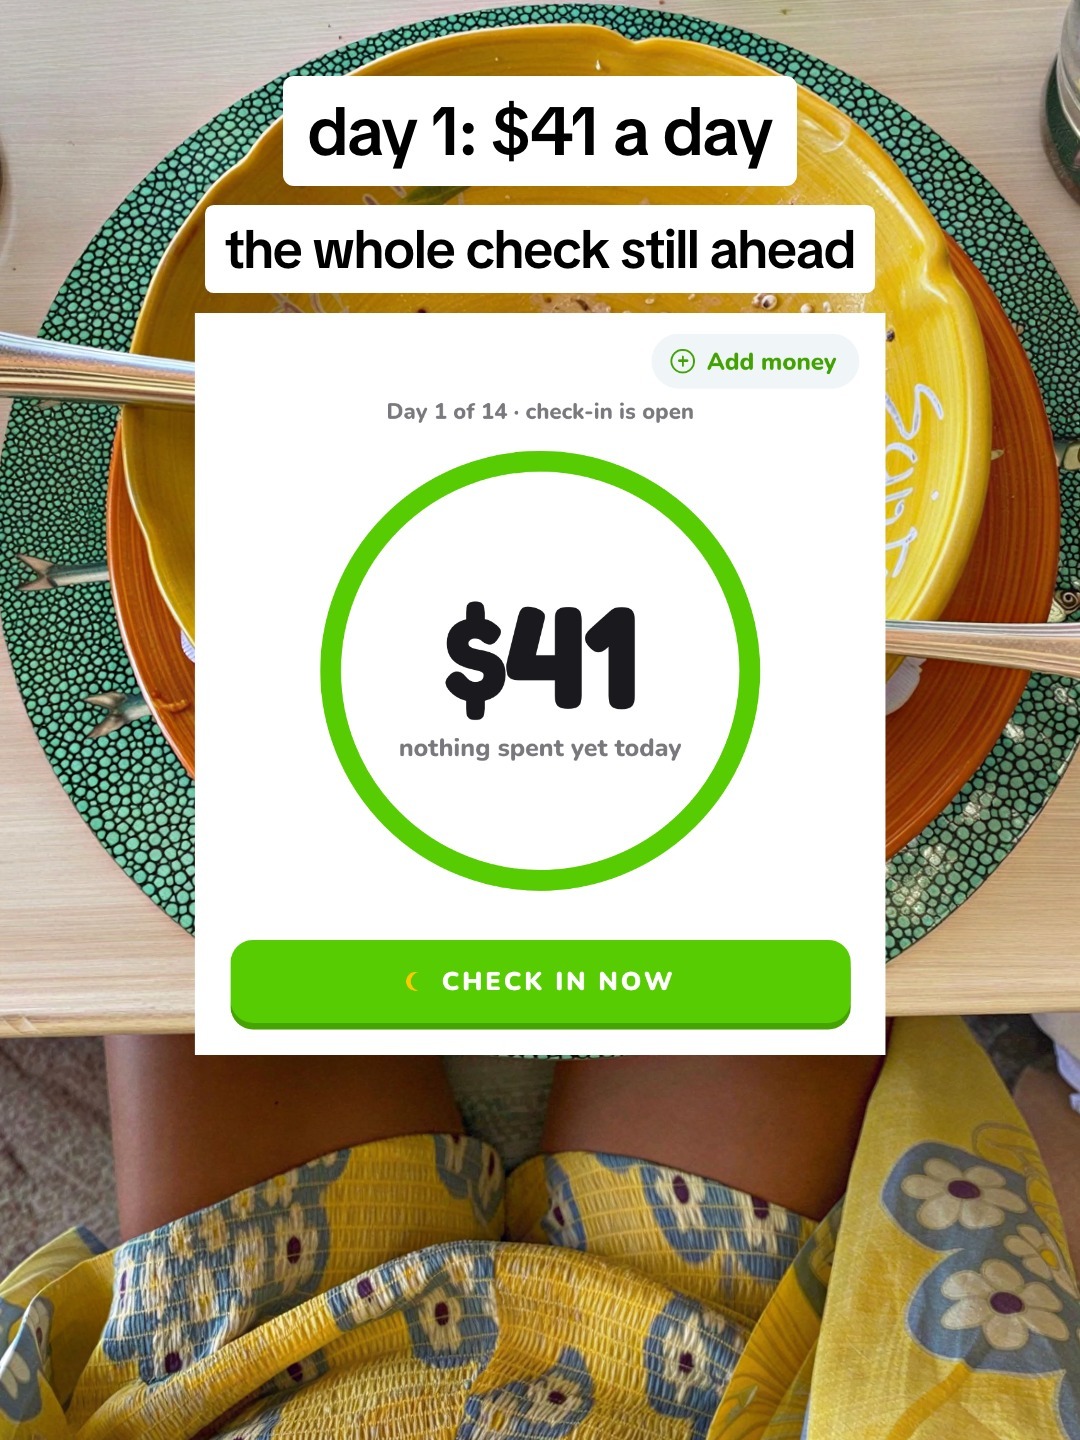 day 1: $41 a day
the whole check still ahead
Add money
Day 1 of 14 · check-in is open
$41
nothing spent yet today
CHECK IN NOW